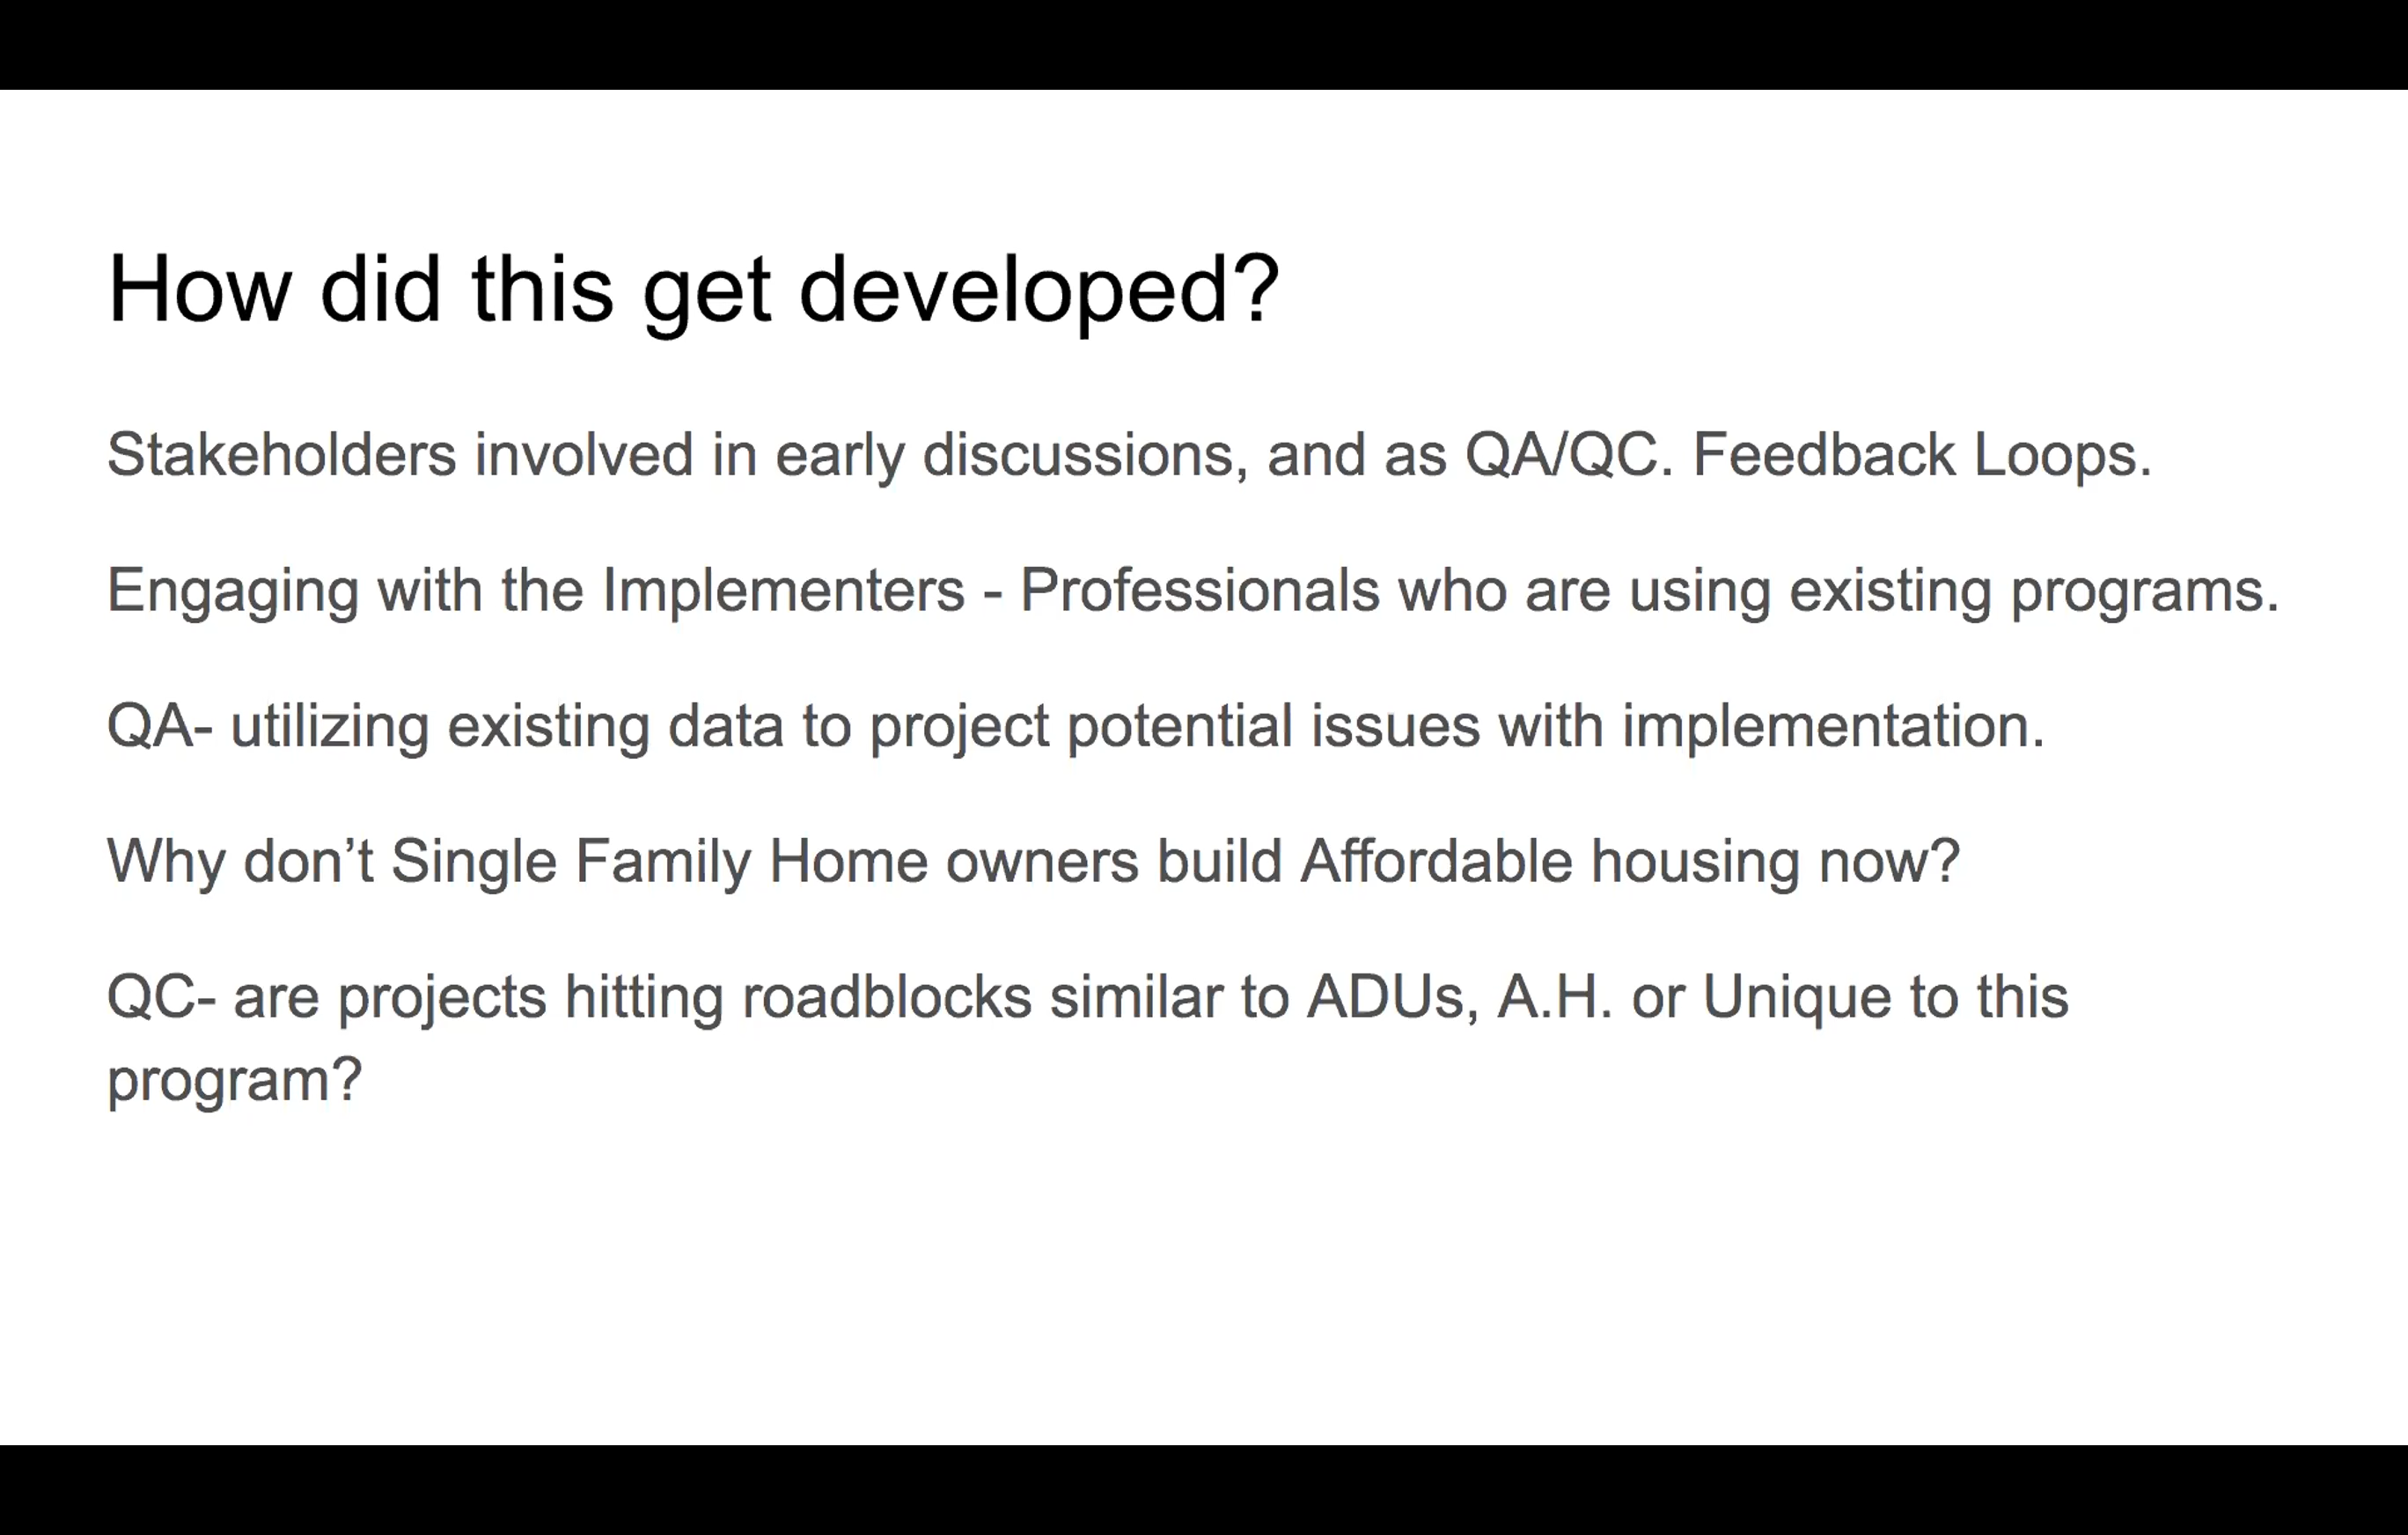 How did this get developed?
Stakeholders involved in early discussions, and as QA/QC. Feedback Loops.
Engaging with the Implementers - Professionals who are using existing programs.
QA- utilizing existing data to project potential issues with implementation.
Why don’t Single Family Home owners build Affordable housing now?
QC- are projects hitting roadblocks similar to ADUs, A.H. or Unique to this
program?